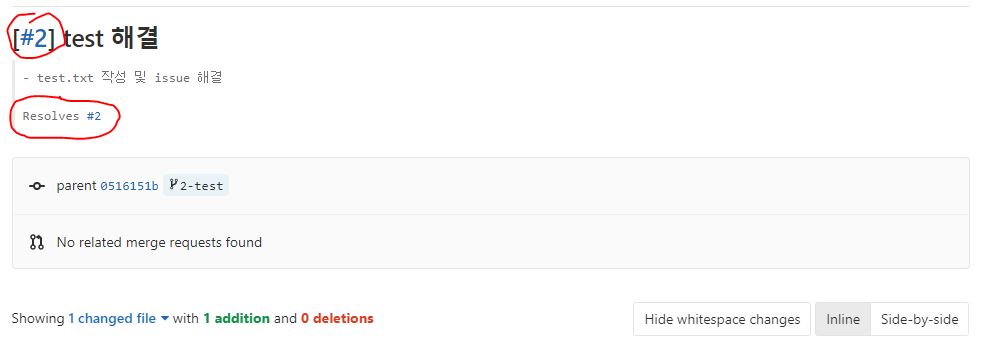 [#2] test 해결
- test.txt 작성 및 issue 해결
Resolves #2
parent 0516151b 2-test
No related merge requests found
Showing 1 changed file with 1 addition and 0 deletions
Hide whitespace changes Inline Side-by-side